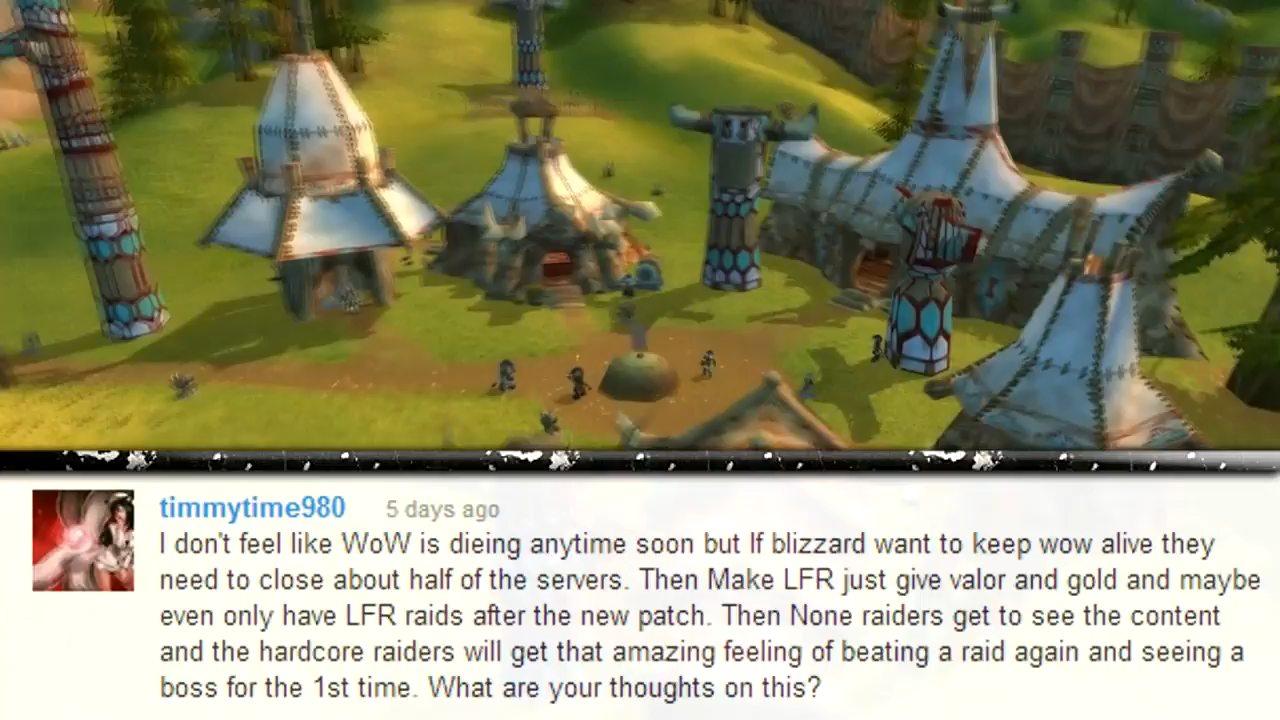 timmytime980 5 days ago
I don't feel like WoW is dieing anytime soon but If blizzard want to keep wow alive they
need to close about half of the servers. Then Make LFR just give valor and gold and maybe
even only have LFR raids after the new patch. Then None raiders get to see the content
and the hardcore raiders will get that amazing feeling of beating a raid again and seeing a
boss for the 1st time. What are your thoughts on this?